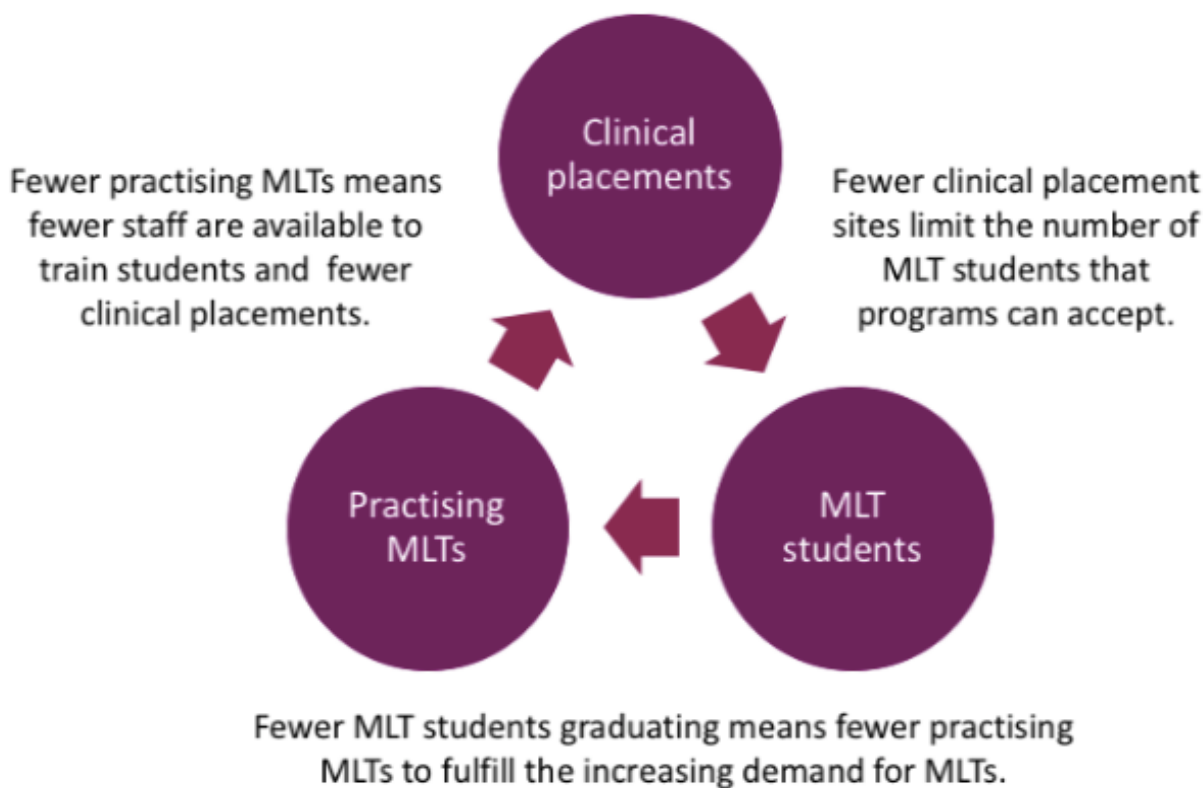 Clinical
placements
Fewer practising MLTs means
fewer staff are available to
train students and  fewer
clinical placements.
Fewer clinical placement
sites limit the number of
MLT students that
programs can accept.
Practising
MLTs
MLT
students
Fewer MLT students graduating means fewer practising
MLTs to fulfill the increasing demand for MLTs.